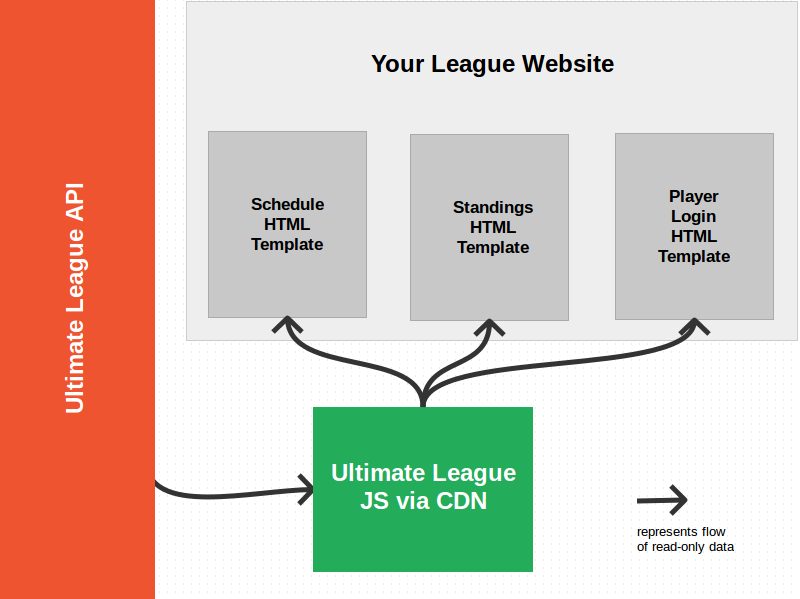 Your League Website
Ultimate League API
Schedule
HTML
Template
Standings
HTML
Template
Player
Login
HTML
Template
Ultimate League
JS via CDN
represents flow
of read-only data